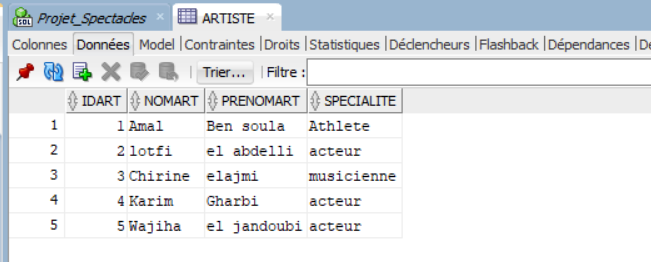 Projet_Spectacles ARTISTE
Colonnes Données Model Contraintes Droits Statistiques Déclencheurs Flashback Dépendances
Trier... Filtre :
IDART NOMART PRENOMART SPECIALITE
1 1 Amal Ben soula Athlete
2 2 lotfi el abdelli acteur
3 3 Chirine elajmi musicienne
4 4 Karim Gharbi acteur
5 5 Wajiha el jandoubi acteur